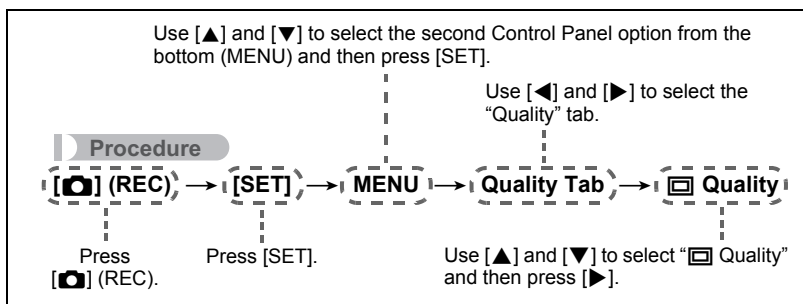 Use [▲] and [▼] to select the second Control Panel option from the
bottom (MENU) and then press [SET].
Use [◀] and [▶] to select the
“Quality” tab.
Procedure
[📷] (REC) → [SET] → MENU → Quality Tab → 回 Quality
Press
[📷] (REC).
Press [SET].
Use [▲] and [▼] to select “回 Quality”
and then press [▶].